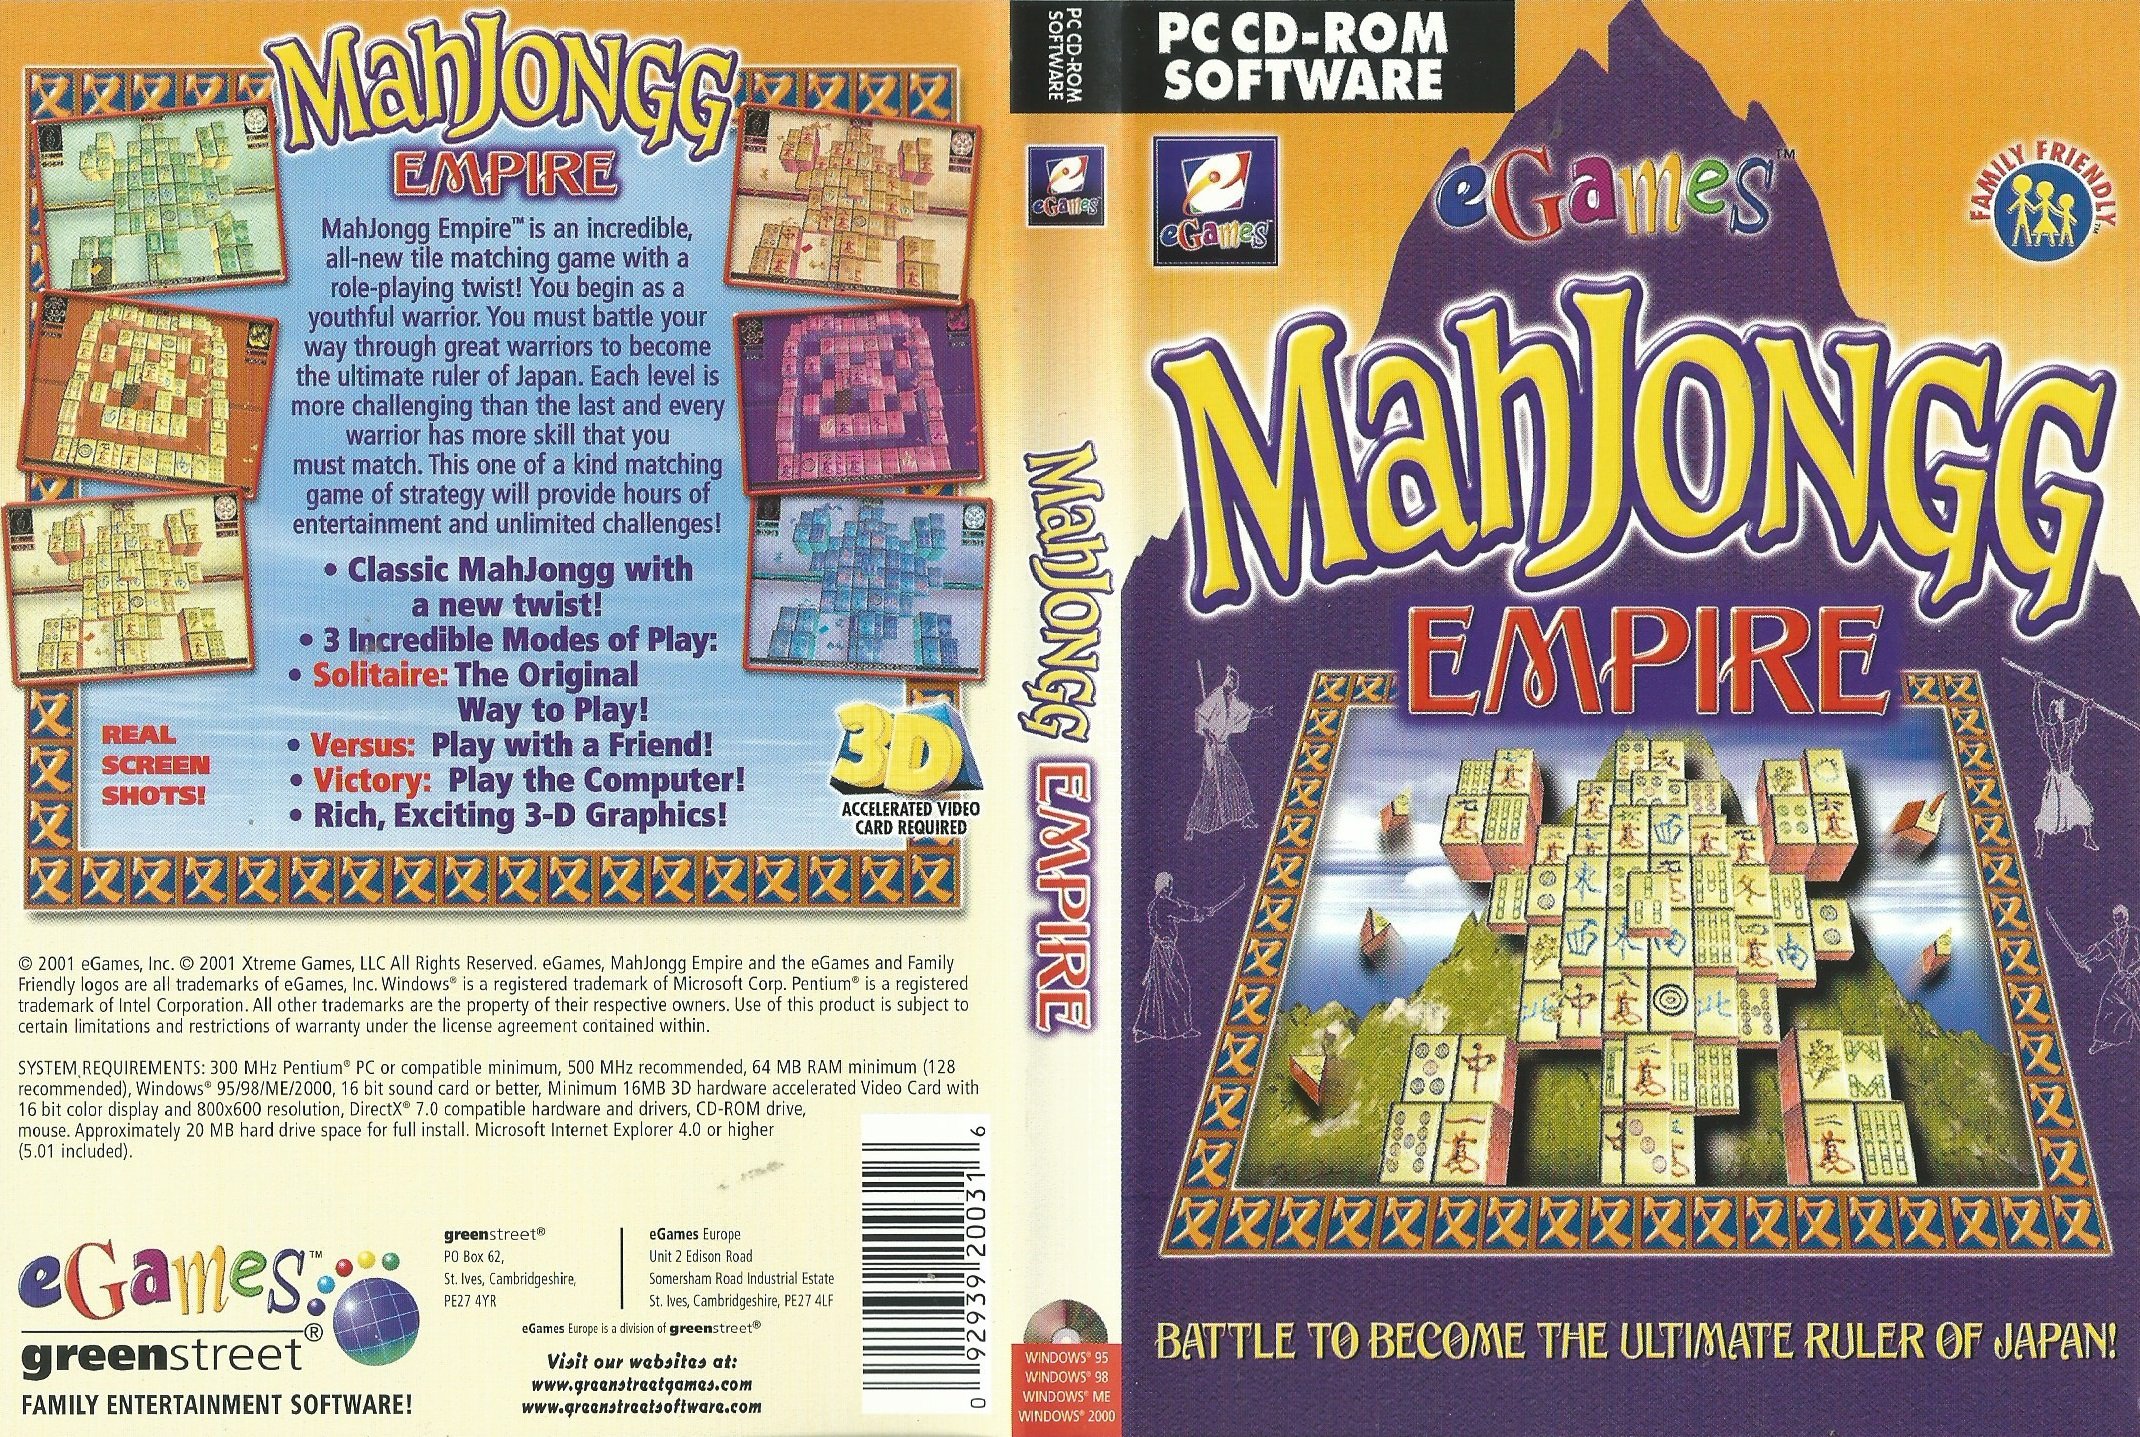 MahJongg
EMPIRE
MahJongg Empire™ is an incredible,
all-new tile matching game with a
role-playing twist! You begin as a
youthful warrior. You must battle your
way through great warriors to become
the ultimate ruler of Japan. Each level is
more challenging than the last and every
warrior has more skill that you
must match. This one of a kind matching
game of strategy will provide hours of
entertainment and unlimited challenges!
• Classic MahJongg with
a new twist!
• 3 Incredible Modes of Play:
• Solitaire: The Original
Way to Play!
• Versus: Play with a Friend!
• Victory: Play the Computer!
• Rich, Exciting 3-D Graphics!
REAL
SCREEN
SHOTS!
3D
ACCELERATED VIDEO
CARD REQUIRED
© 2001 eGames, Inc. © 2001 Xtreme Games, LLC All Rights Reserved. eGames, MahJongg Empire and the eGames and Family
Friendly logos are all trademarks of eGames, Inc. Windows® is a registered trademark of Microsoft Corp. Pentium® is a registered
trademark of Intel Corporation. All other trademarks are the property of their respective owners. Use of this product is subject to
certain limitations and restrictions of warranty under the license agreement contained within.
SYSTEM REQUIREMENTS: 300 MHz Pentium® PC or compatible minimum, 500 MHz recommended, 64 MB RAM minimum (128
recommended), Windows® 95/98/ME/2000, 16 bit sound card or better, Minimum 16MB 3D hardware accelerated Video Card with
16 bit color display and 800x600 resolution, DirectX® 7.0 compatible hardware and drivers, CD-ROM drive,
mouse. Approximately 20 MB hard drive space for full install. Microsoft Internet Explorer 4.0 or higher
(5.01 included).
eGames™
greenstreet®
FAMILY ENTERTAINMENT SOFTWARE!
greenstreet®
PO Box 62,
St. Ives, Cambridgeshire,
PE27 4YR
eGames Europe
Unit 2 Edison Road
Somersham Road Industrial Estate
St. Ives, Cambridgeshire, PE27 4LF
eGames Europe is a division of greenstreet®
Visit our websites at:
www.greenstreetgames.com
www.greenstreetsoftware.com
0 92939 20031 6
PC CD-ROM
SOFTWARE
eGames
MahJongg EMPIRE
WINDOWS® 95
WINDOWS® 98
WINDOWS® ME
WINDOWS® 2000
PC CD-ROM
SOFTWARE
eGames
eGames™
FAMILY FRIENDLY™
MahJongg
EMPIRE
BATTLE TO BECOME THE ULTIMATE RULER OF JAPAN!